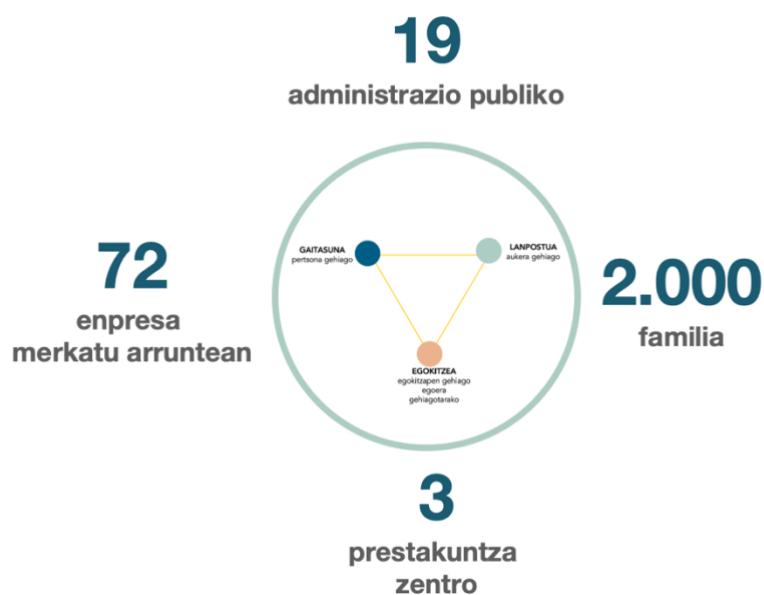 19
administrazio publiko
72
enpresa
merkatu arruntean
GAITASUNA
pertsona gehiago
LANPOSTUA
aukera gehiago
EGOKITZEA
egokitzapen gehiago
egoera
gehiagotarako
2.000
familia
3
prestakuntza
zentro